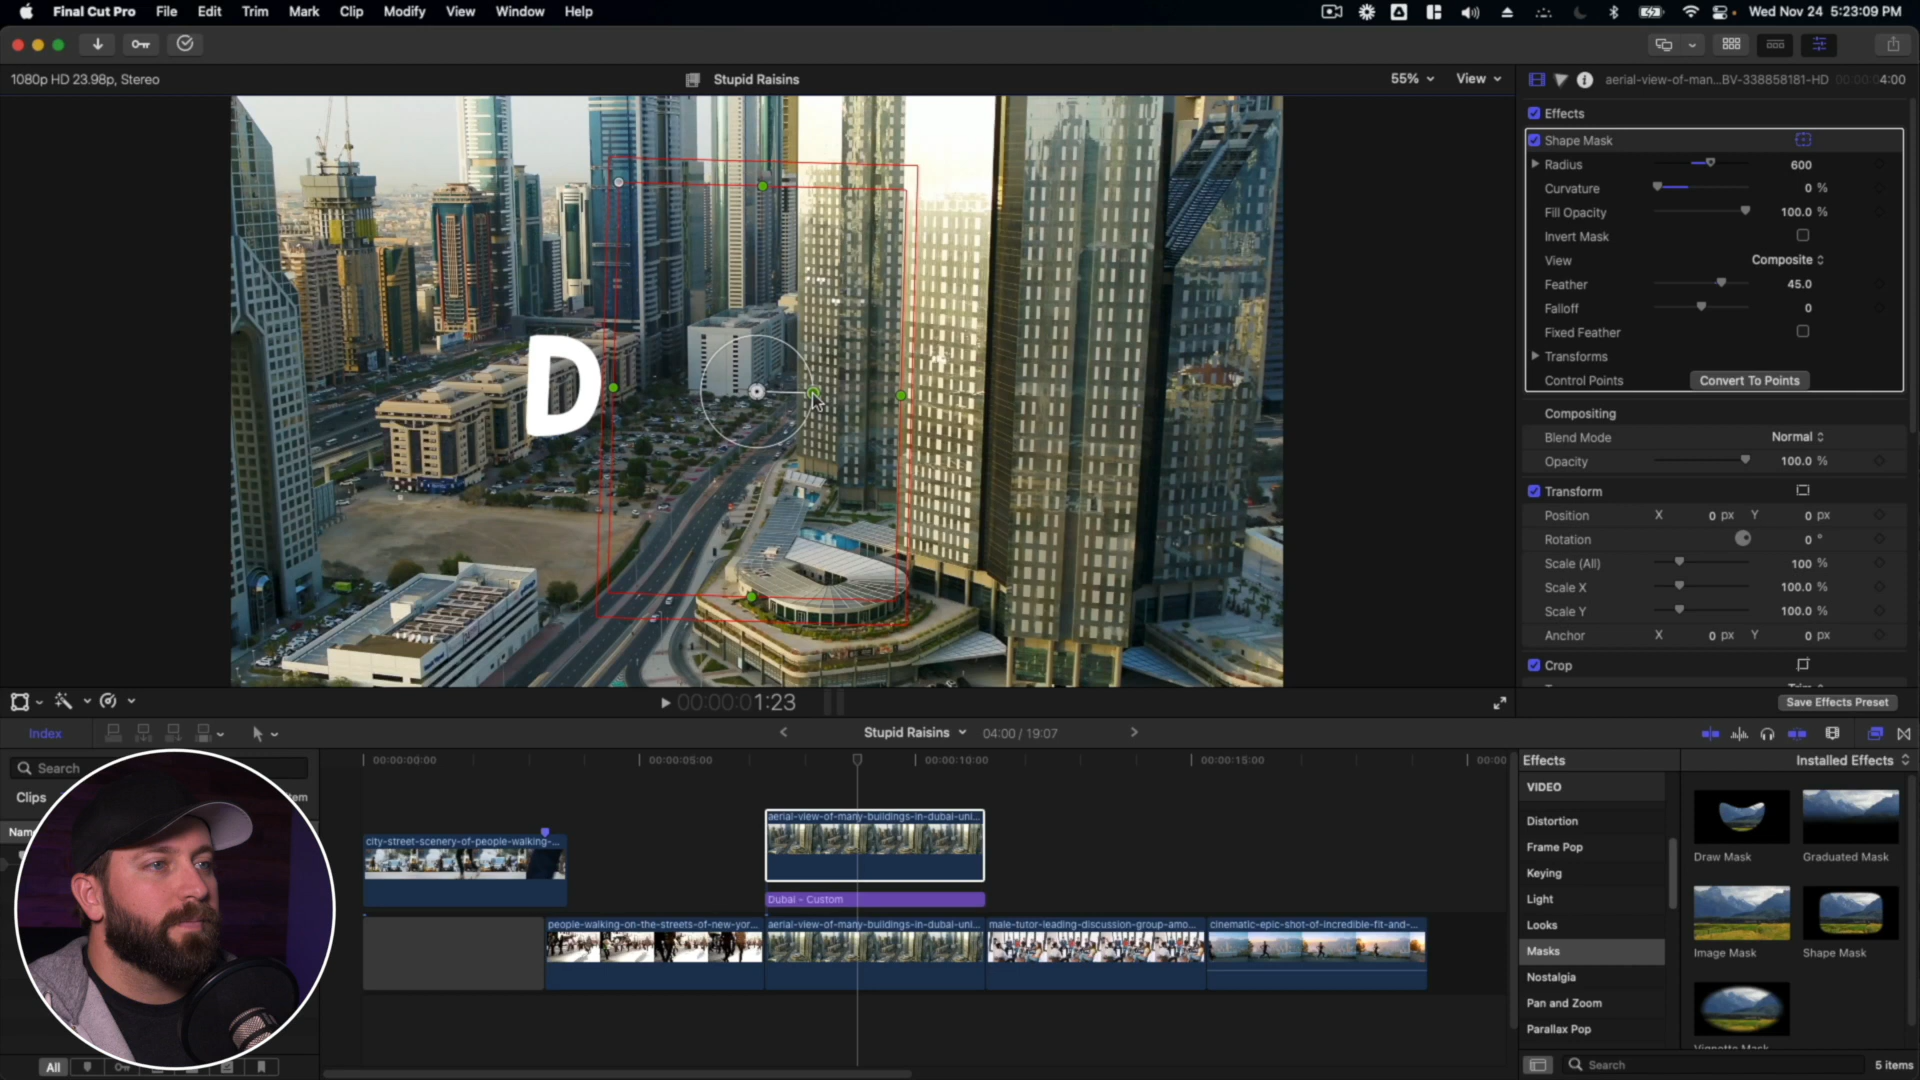 Final Cut Pro File Edit Trim Mark Clip Modify View Window Help Wed Nov 24 5:23:09 PM
1080p HD 23.98p, Stereo Stupid Raisins 55% View aerial-view-of-man...BV-338858181-HD 00:00:04:00
Effects
Shape Mask
Radius 600
Curvature 0 %
Fill Opacity 100.0 %
Invert Mask
View Composite
Feather 45.0
Falloff 0
Fixed Feather
Transforms
Control Points Convert To Points
D
Compositing
Blend Mode Normal
Opacity 100.0 %
Transform
Position X 0 px Y 0 px
Rotation 0 °
Scale (All) 100 %
Scale X 100.0 %
Scale Y 100.0 %
Anchor X 0 px Y 0 px
Crop
00:00:01:23 Save Effects Preset
Index Stupid Raisins 04:00 / 19:07
Search 00:00:00:00 00:00:05:00 00:00:10:00 00:00:15:00 00:00
Effects Installed Effects
Clips
VIDEO
Distortion
Frame Pop
Keying
Light
Looks
Masks
Nostalgia
Pan and Zoom
Parallax Pop
Draw Mask Graduated Mask
Image Mask Shape Mask
Vignette Mask
aerial-view-of-many-buildings-in-dubai-uni...
city-street-scenery-of-people-walking-...
Dubai - Custom
people-walking-on-the-streets-of-new-yor... aerial-view-of-many-buildings-in-dubai-uni... male-tutor-leading-discussion-group-amo... cinematic-epic-shot-of-incredible-fit-and-...
All Search 5 items